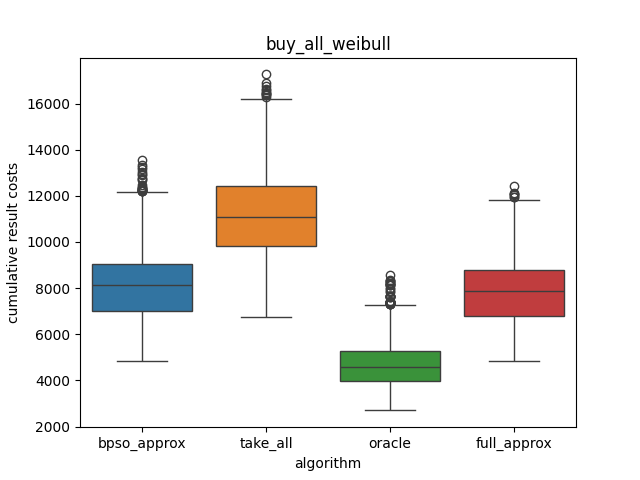 buy_all_weibull
cumulative result costs
16000
14000
12000
10000
8000
6000
4000
2000
bpso_approx take_all oracle full_approx
algorithm